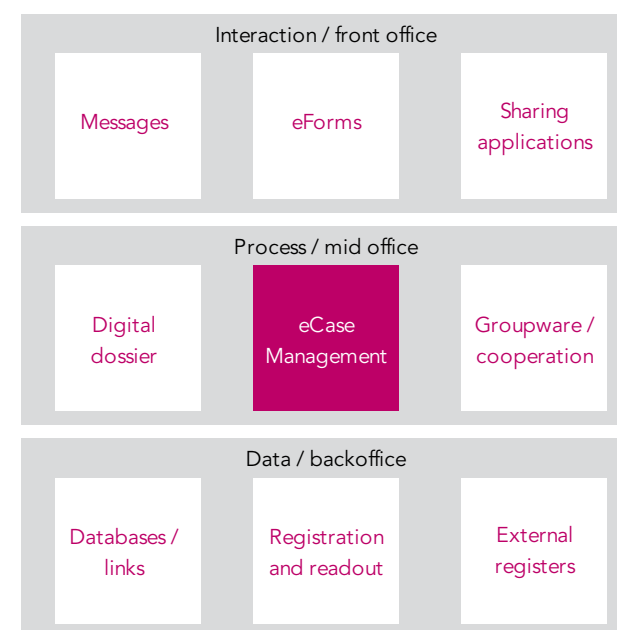 Interaction / front office
Messages
eForms
Sharing
applications
Process / mid office
Digital
dossier
eCase
Management
Groupware /
cooperation
Data / backoffice
Databases /
links
Registration
and readout
External
registers